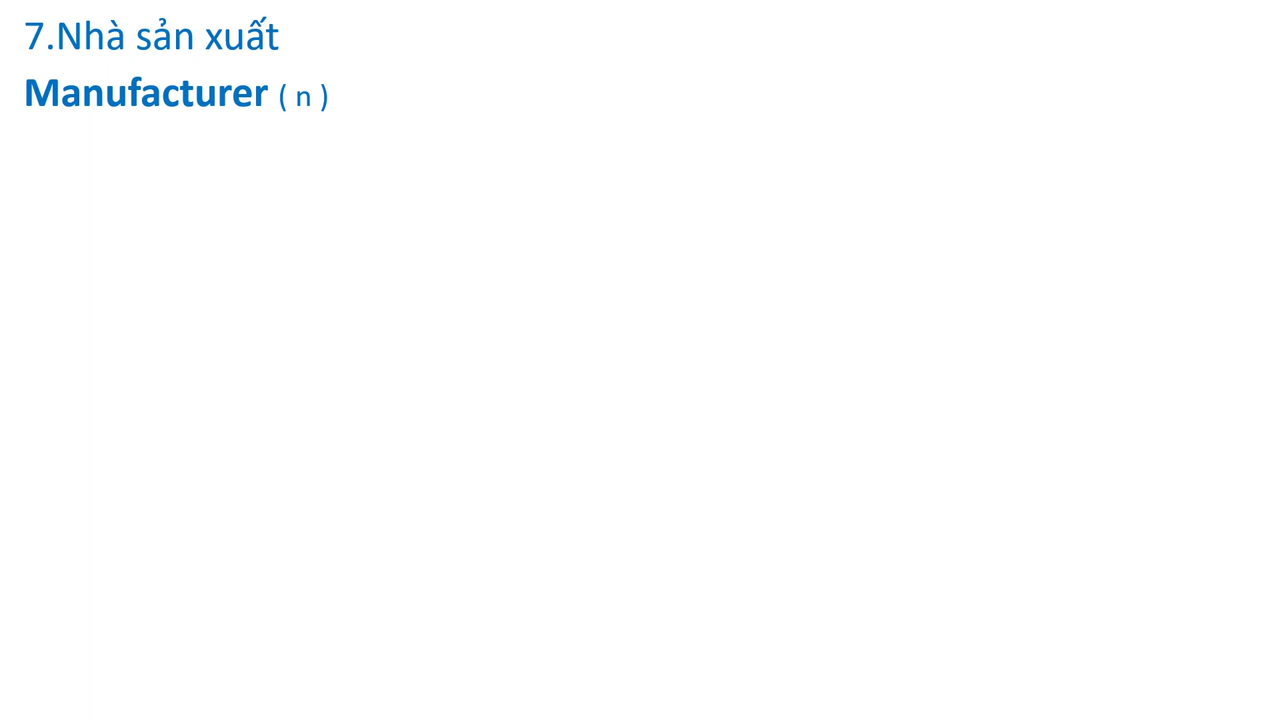 7.Nhà sản xuất
Manufacturer ( n )